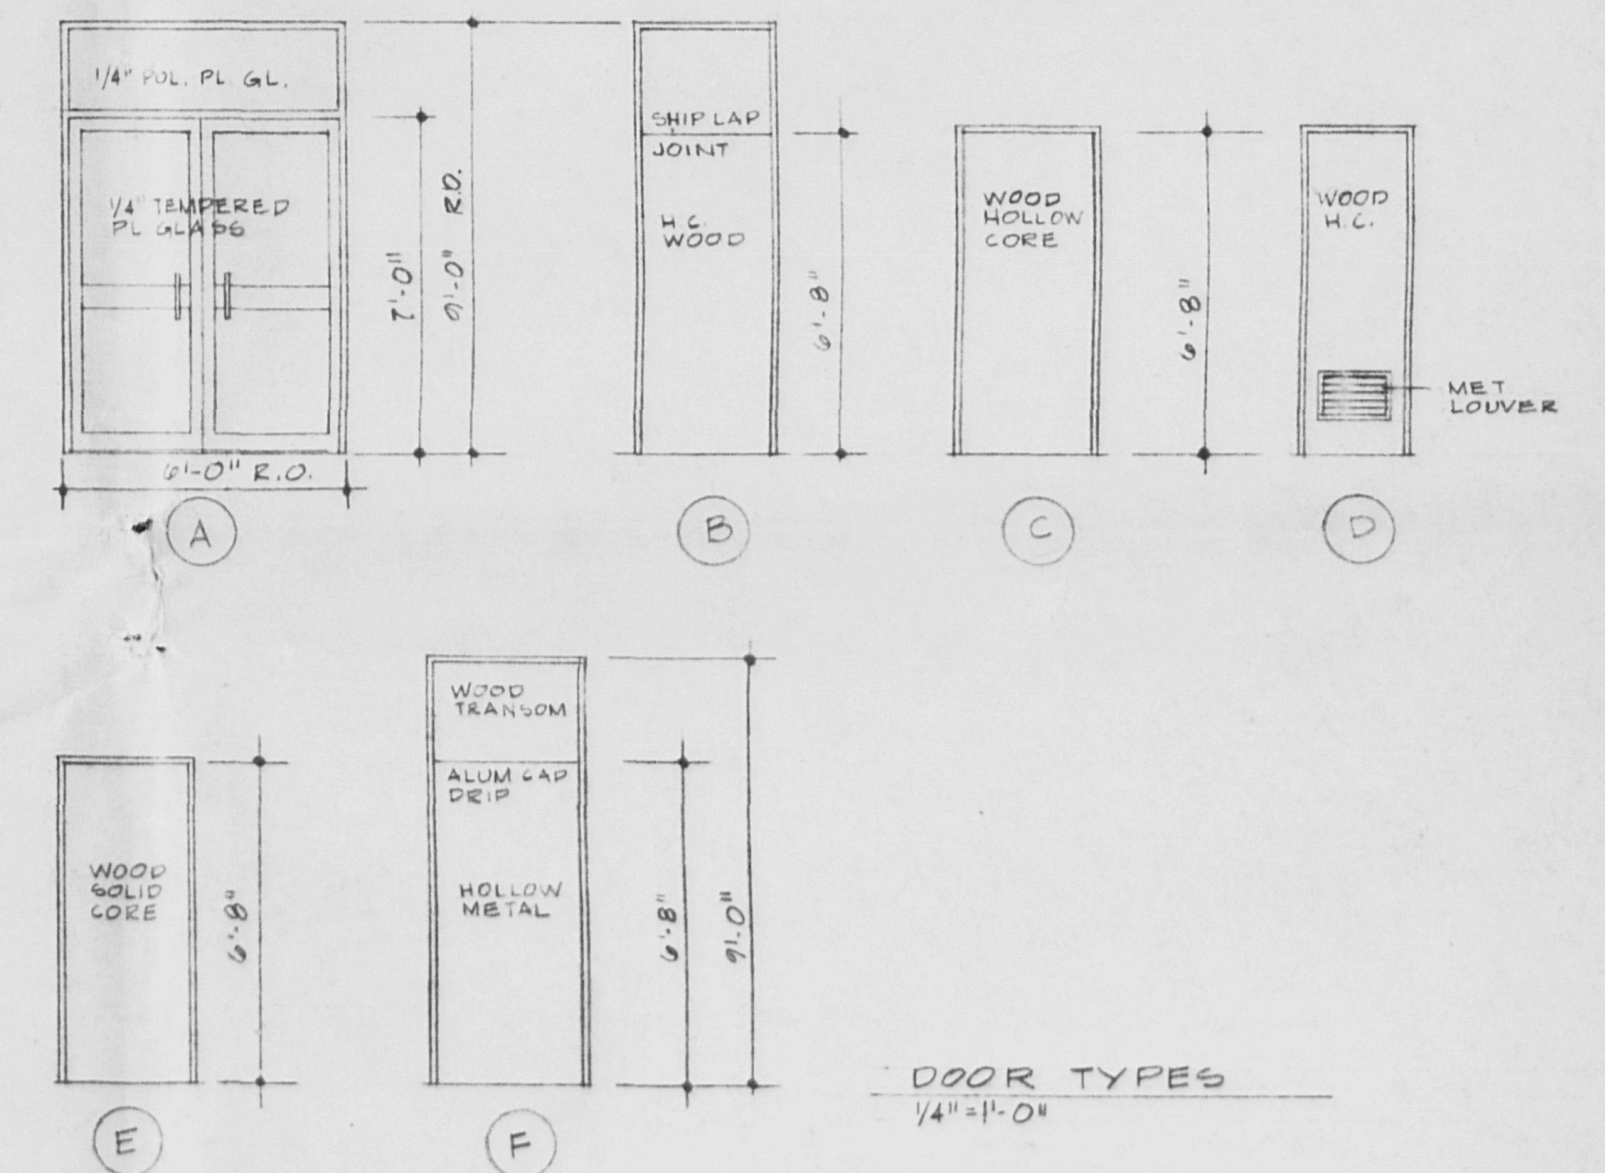 1/4" POL. PL. GL.
1/4" TEMPERED
PL GLASS
7'-0"
9'-0" R.O.
6'-0" R.O.
A
SHIP LAP
JOINT
H.C.
WOOD
6'-8"
B
WOOD
HOLLOW
CORE
6'-8"
C
WOOD
H.C.
MET
LOUVER
D
WOOD
SOLID
CORE
6'-8"
E
WOOD
TRANSOM
ALUM CAP
DRIP
HOLLOW
METAL
6'-8"
9'-0"
F
DOOR TYPES
1/4"=1'-0"